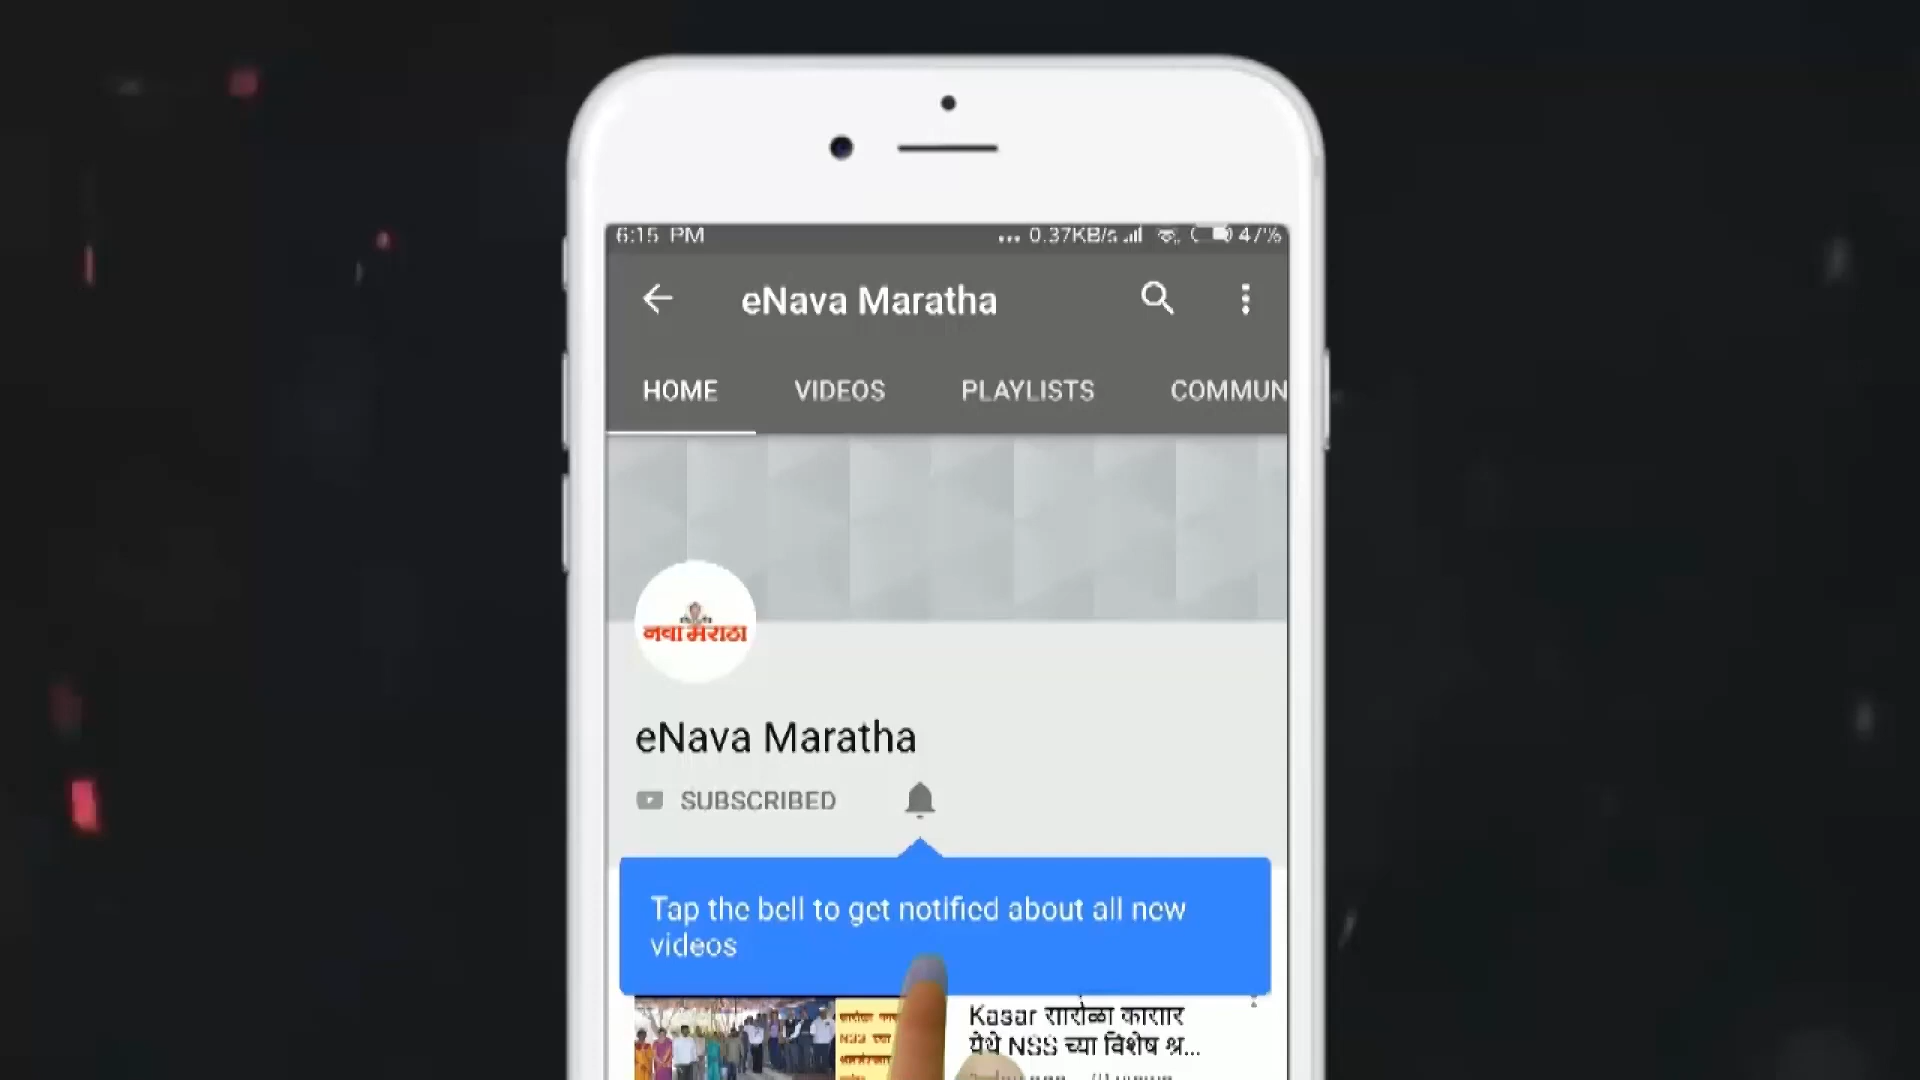 6:15 PM
... 0.37KB/s 47%
eNava Maratha
HOME VIDEOS PLAYLISTS COMMUN
नवा मराठा
eNava Maratha
SUBSCRIBED
Tap the bell to get notified about all new
videos
Kasar सारोळा कासार
येथे NSS च्या विशेष श्र...
NSS च्या